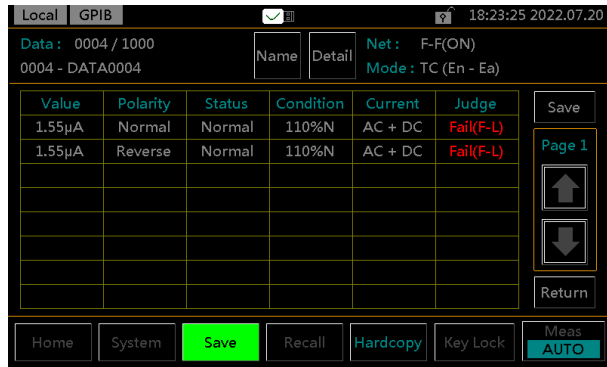 Local GPIB 18:23:25 2022.07.20
Data : 0004 / 1000 Name Detail Net : F-F(ON)
0004 - DATA0004 Mode : TC (En - Ea)
Value Polarity Status Condition Current Judge Save
1.55µA Normal Normal 110%N AC + DC Fail(F-L)
1.55µA Reverse Normal 110%N AC + DC Fail(F-L)
Page 1
Return
Home System Save Recall Hardcopy Key Lock Meas
AUTO